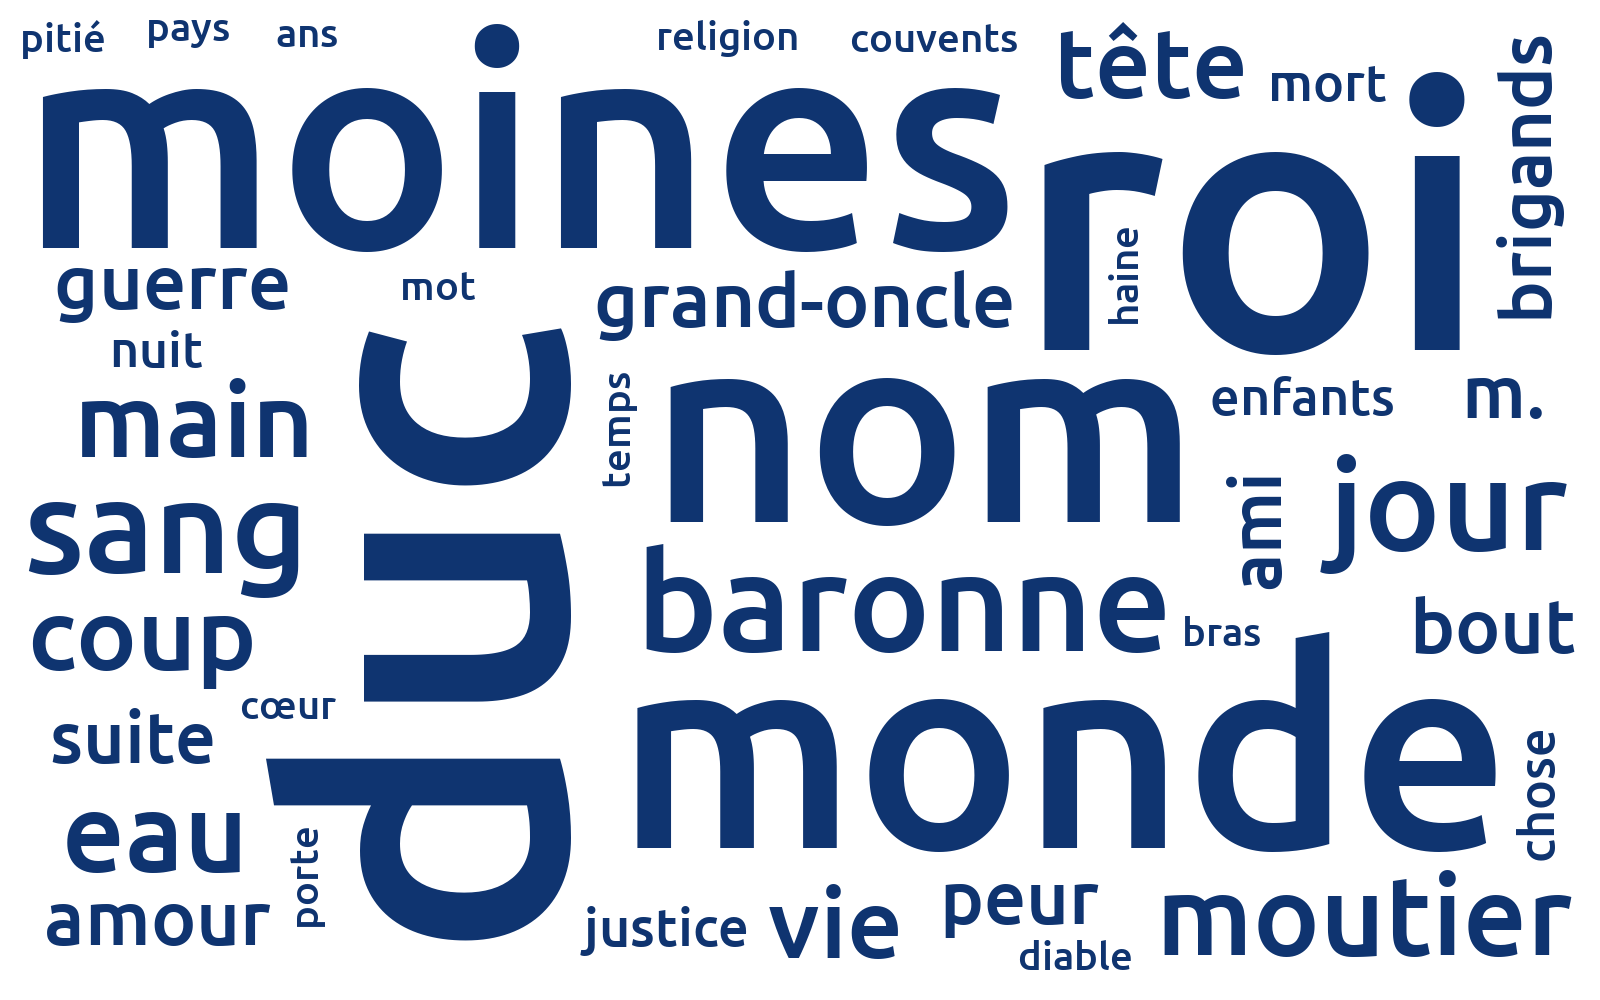 pitié
pays
ans
religion
couvents
tête
mort
brigands
moines
roi
haine
guerre
mot
grand-oncle
nuit
duc
temps
nom
enfants
m.
main
sang
ami
jour
baronne
coup
bras
bout
suite
cœur
monde
chose
eau
porte
amour
justice
vie
peur
diable
moutier